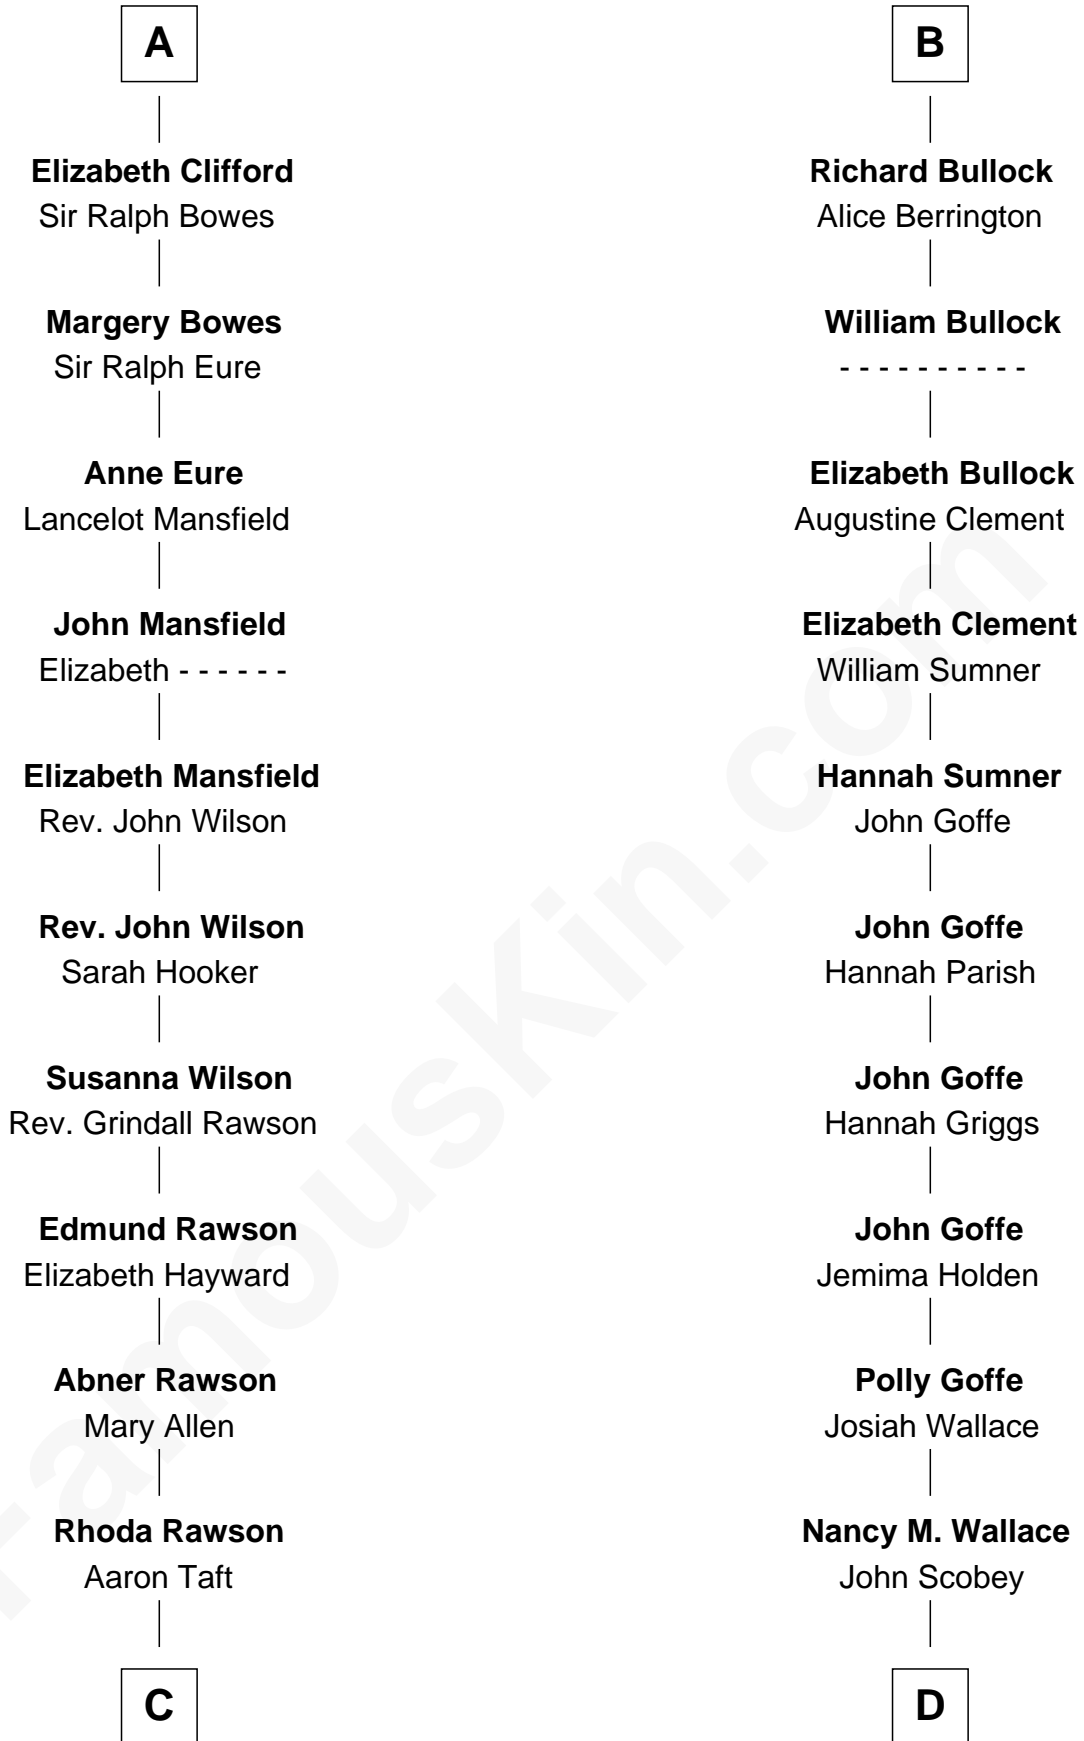 A
Elizabeth Clifford
Sir Ralph Bowes
Margery Bowes
Sir Ralph Eure
Anne Eure
Lancelot Mansfield
John Mansfield
Elizabeth - - - - - -
Elizabeth Mansfield
Rev. John Wilson
Rev. John Wilson
Sarah Hooker
Susanna Wilson
Rev. Grindall Rawson
Edmund Rawson
Elizabeth Hayward
Abner Rawson
Mary Allen
Rhoda Rawson
Aaron Taft
C
B
Richard Bullock
Alice Berrington
William Bullock
- - - - - - - - - -
Elizabeth Bullock
Augustine Clement
Elizabeth Clement
William Sumner
Hannah Sumner
John Goffe
John Goffe
Hannah Parish
John Goffe
Hannah Griggs
John Goffe
Jemima Holden
Polly Goffe
Josiah Wallace
Nancy M. Wallace
John Scobey
D
FamousKin.com